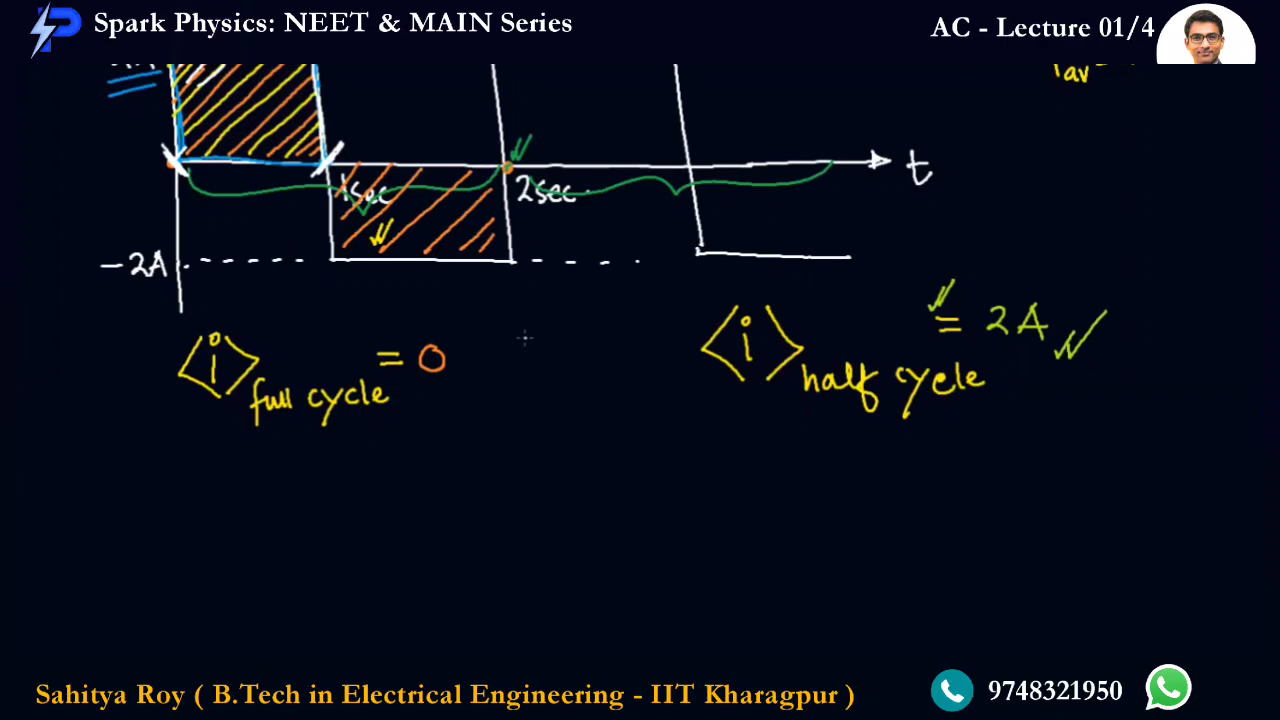 Spark Physics: NEET & MAIN Series
AC - Lecture 01/4
iav =
t
1sec
2sec
-2A
<i> full cycle = 0
<i> half cycle = 2A
Sahitya Roy ( B.Tech in Electrical Engineering - IIT Kharagpur )
9748321950